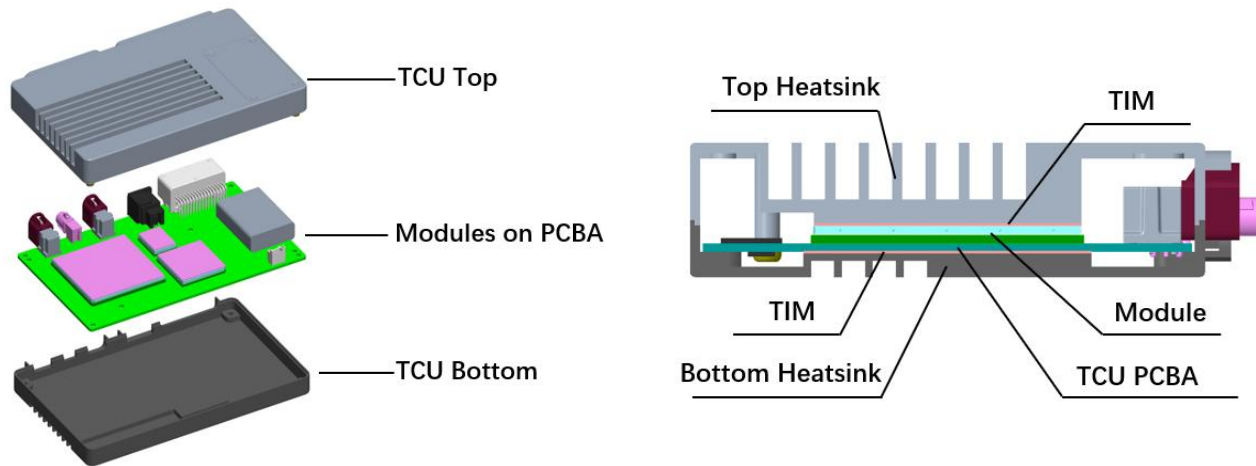 TCU Top
Modules on PCBA
TCU Bottom
Top Heatsink
TIM
TIM
Module
Bottom Heatsink
TCU PCBA